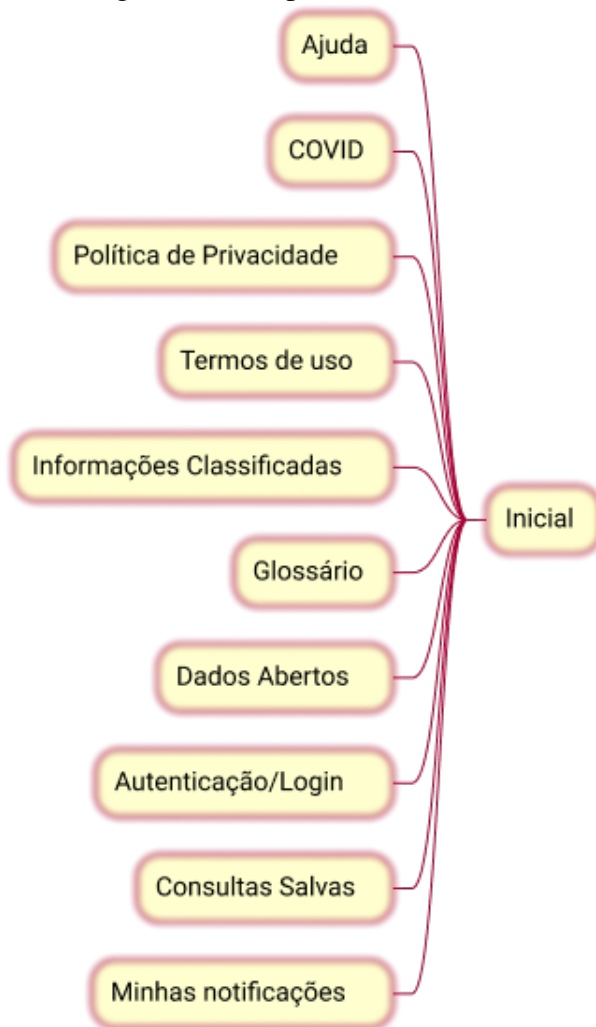 Ajuda
COVID
Política de Privacidade
Termos de uso
Informações Classificadas
Inicial
Glossário
Dados Abertos
Autenticação/Login
Consultas Salvas
Minhas notificações